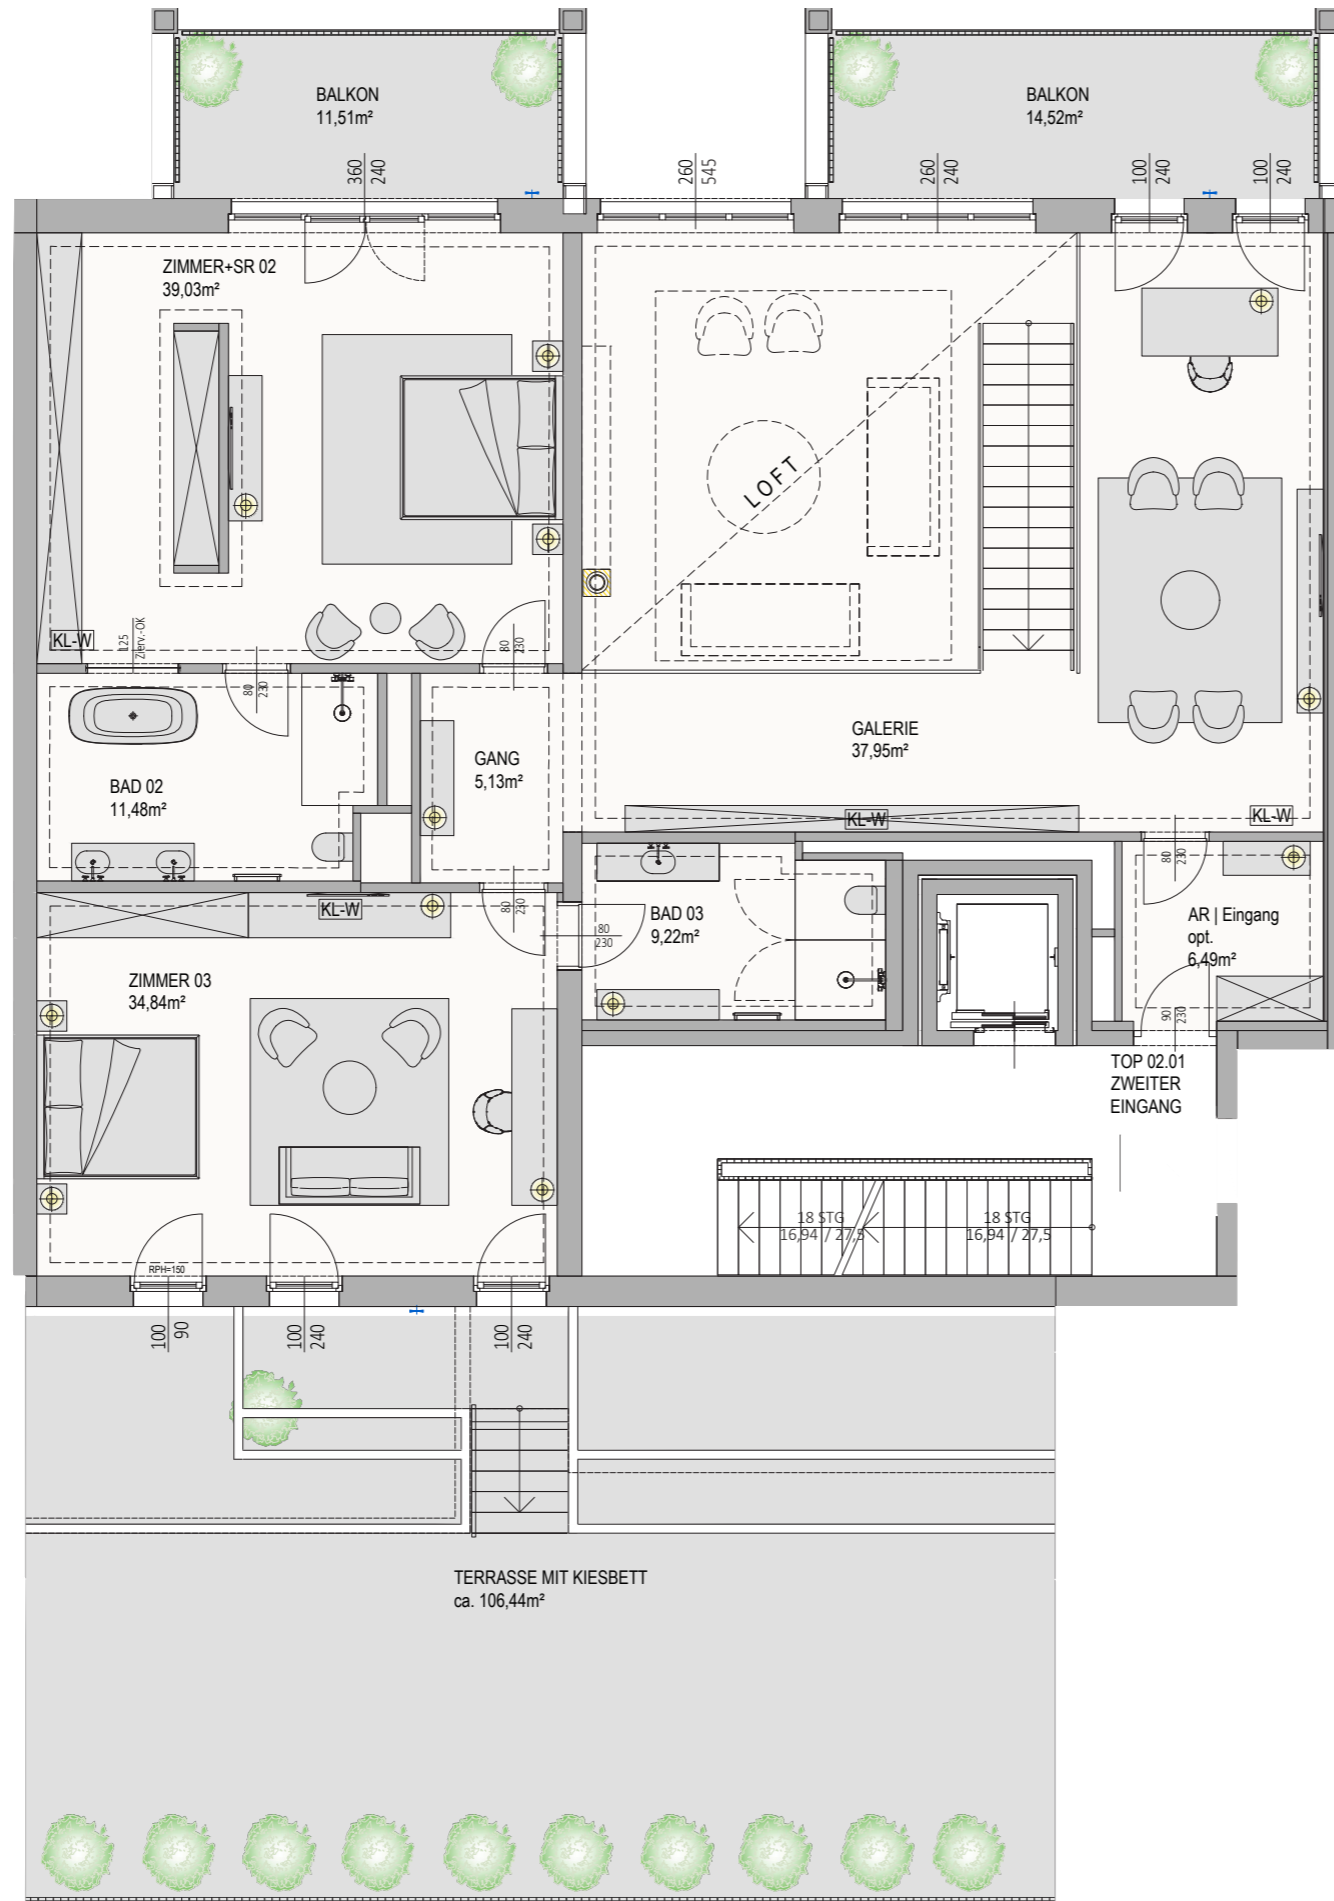 BALKON
11,51m²
BALKON
14,52m²
360
240
260
545
260
240
100
240
100
240
ZIMMER+SR 02
39,03m²
LOFT
KL-W
125
Zierv.-OK
80
230
80
230
BAD 02
11,48m²
GANG
5,13m²
GALERIE
37,95m²
KL-W
KL-W
80
230
KL-W
80
230
80
230
BAD 03
9,22m²
AR | Eingang
opt.
6,49m²
ZIMMER 03
34,84m²
90
230
TOP 02.01
ZWEITER
EINGANG
18 STG
16,94 / 27,5
18 STG
16,94 / 27,5
RPH=150
100
90
100
240
100
240
TERRASSE MIT KIESBETT
ca. 106,44m²